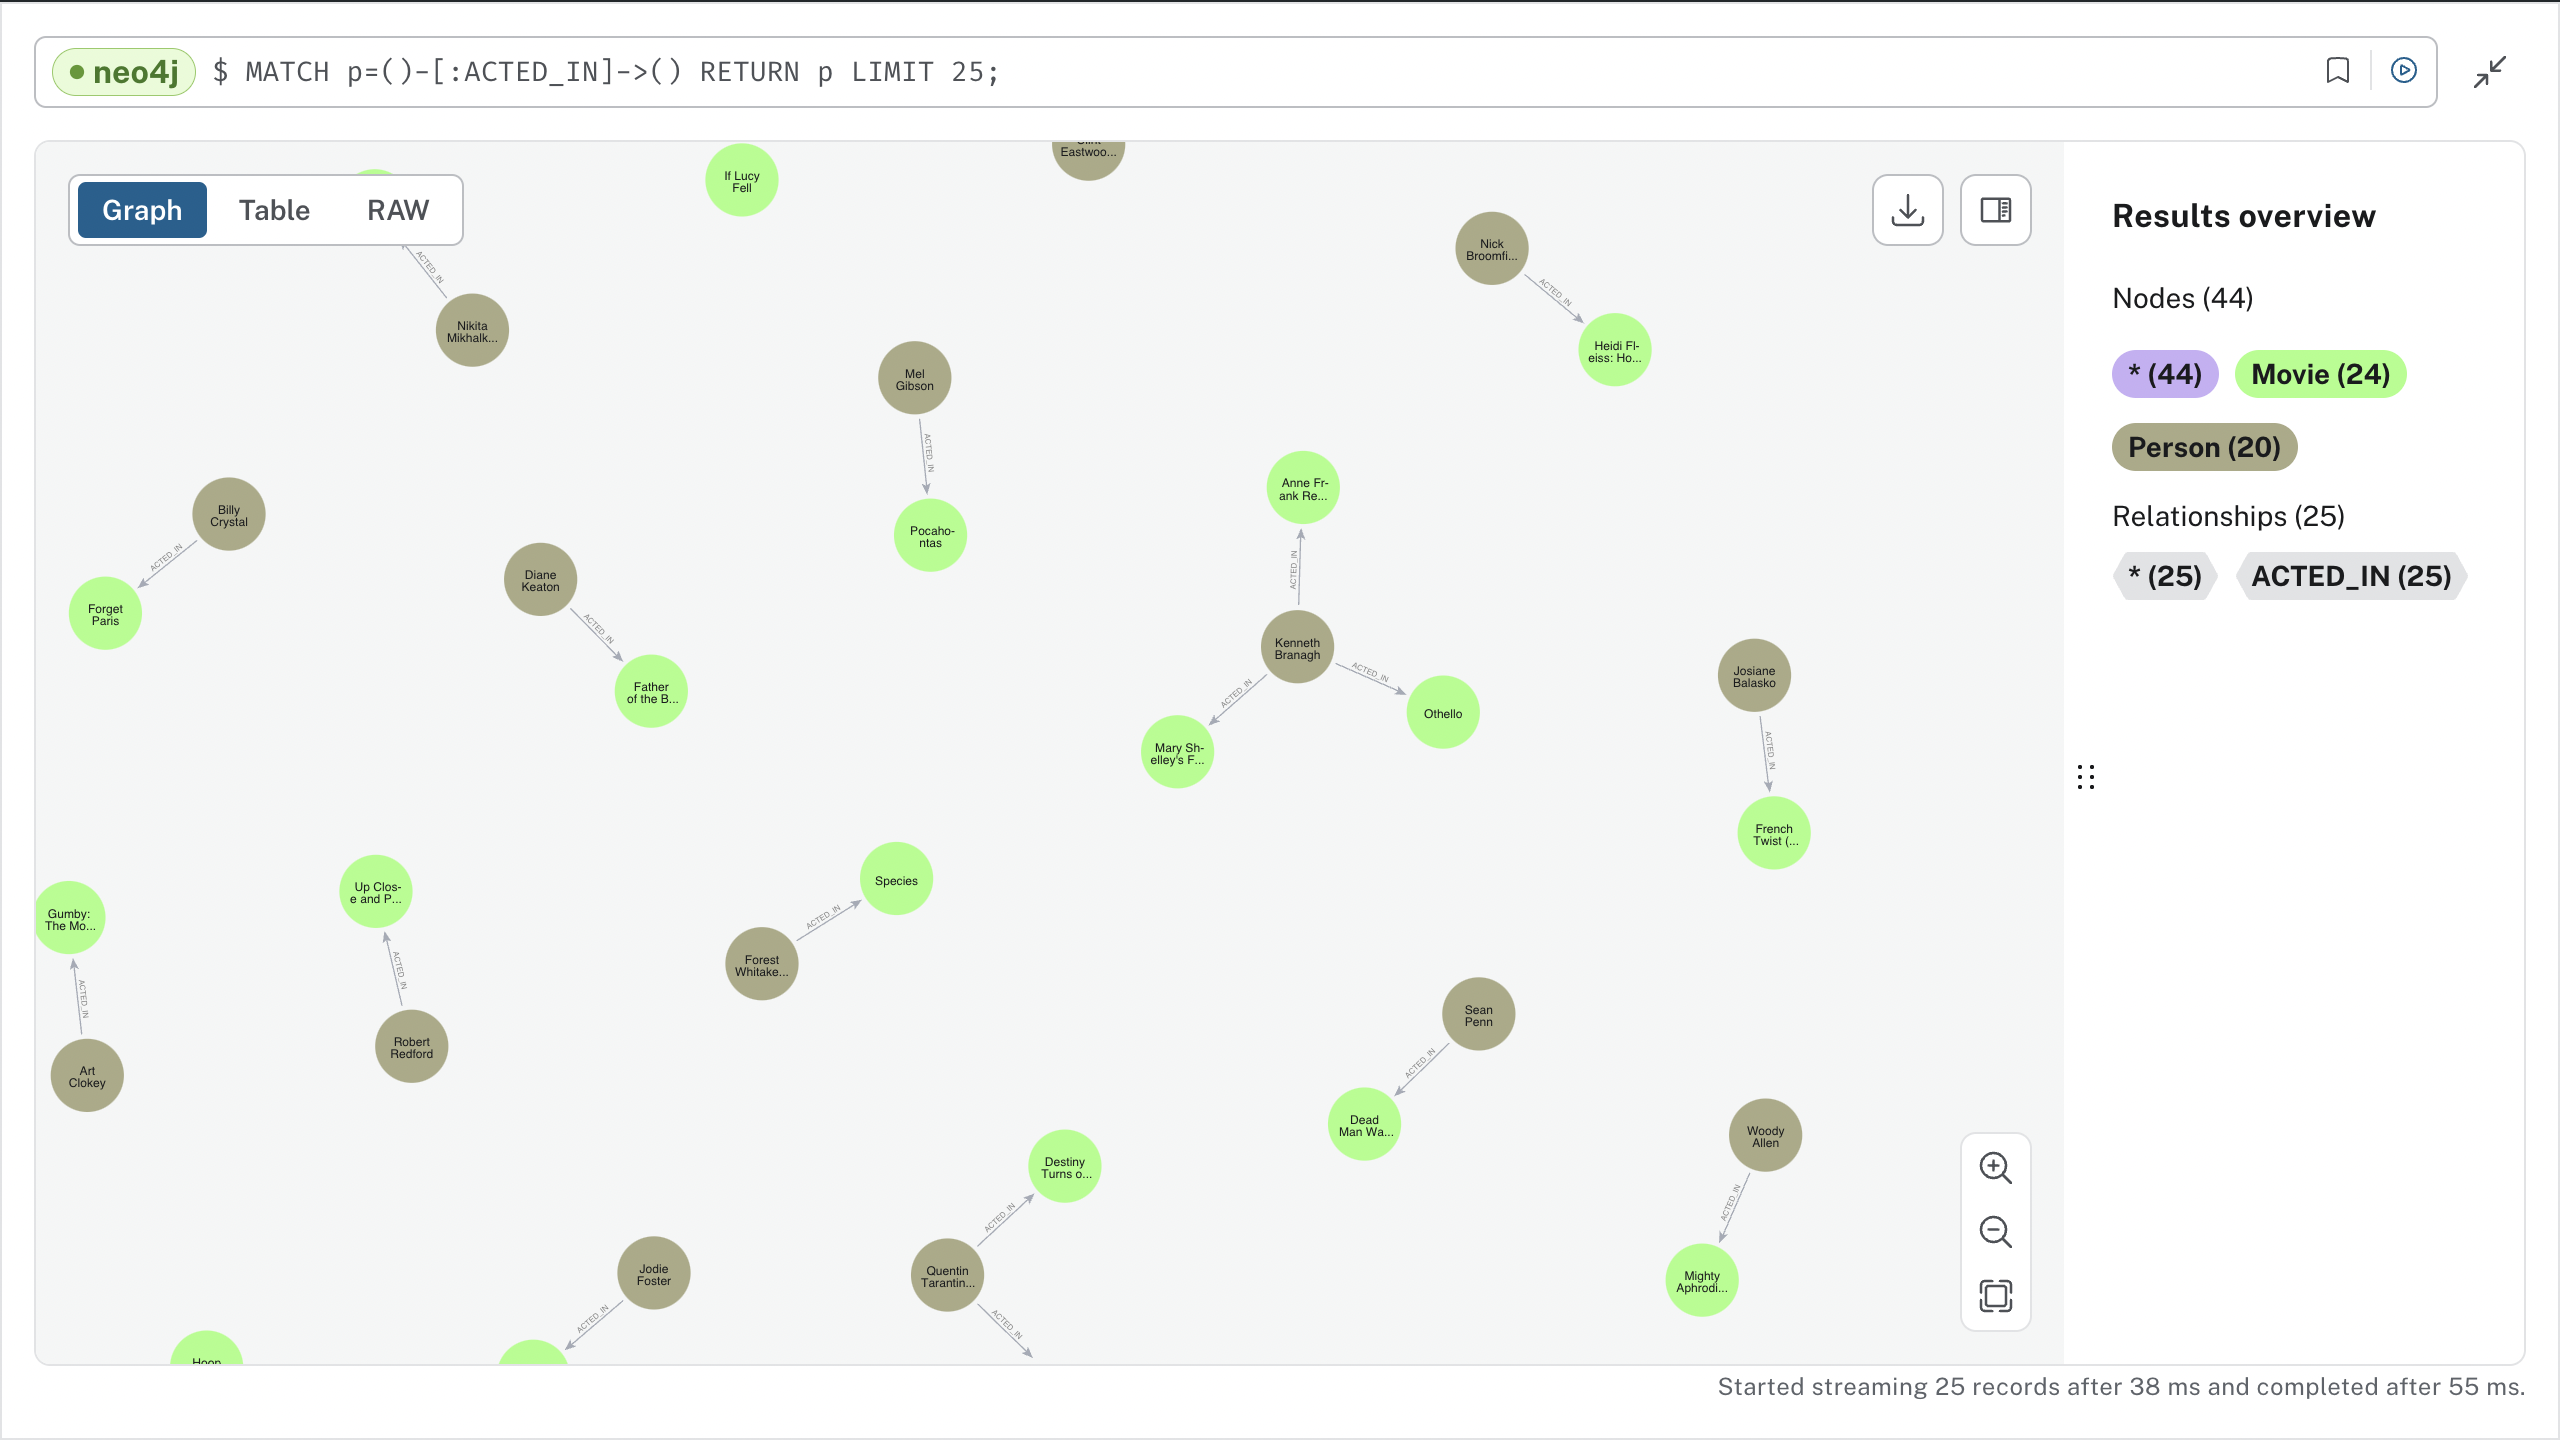 neo4j $ MATCH p=()-[:ACTED_IN]->() RETURN p LIMIT 25;
Graph Table RAW
If Lucy
Fell
Eastwoo...
Nick
Broomfi...
ACTED_IN
Heidi Fl-
eiss: Ho...
ACTED_IN
Nikita
Mikhalk...
Mel
Gibson
ACTED_IN
Pocaho-
ntas
Billy
Crystal
ACTED_IN
Forget
Paris
Diane
Keaton
ACTED_IN
Father
of the B...
Anne Fr-
ank Re...
ACTED_IN
Kenneth
Branagh
ACTED_IN
ACTED_IN
Othello
Mary Sh-
elley's F...
Josiane
Balasko
ACTED_IN
French
Twist (...
Gumby:
The Mo...
ACTED_IN
Art
Clokey
Up Clos-
e and P...
ACTED_IN
Robert
Redford
Species
ACTED_IN
Forest
Whitake...
Sean
Penn
ACTED_IN
Dead
Man Wa...
Destiny
Turns o...
ACTED_IN
Quentin
Tarantin...
ACTED_IN
Woody
Allen
ACTED_IN
Mighty
Aphrodi...
Jodie
Foster
ACTED_IN
Hoop
Results overview
Nodes (44)
* (44) Movie (24)
Person (20)
Relationships (25)
* (25) ACTED_IN (25)
Started streaming 25 records after 38 ms and completed after 55 ms.